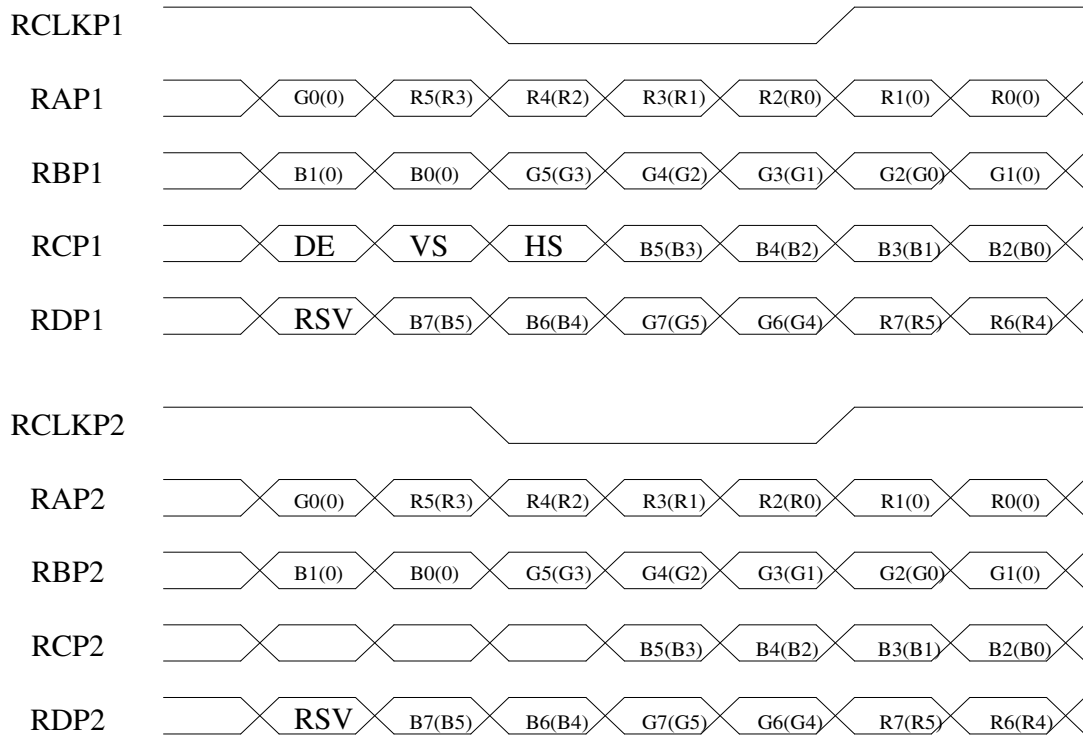 RCLKP1
RAP1 G0(0) R5(R3) R4(R2) R3(R1) R2(R0) R1(0) R0(0)
RBP1 B1(0) B0(0) G5(G3) G4(G2) G3(G1) G2(G0) G1(0)
RCP1 DE VS HS B5(B3) B4(B2) B3(B1) B2(B0)
RDP1 RSV B7(B5) B6(B4) G7(G5) G6(G4) R7(R5) R6(R4)
RCLKP2
RAP2 G0(0) R5(R3) R4(R2) R3(R1) R2(R0) R1(0) R0(0)
RBP2 B1(0) B0(0) G5(G3) G4(G2) G3(G1) G2(G0) G1(0)
RCP2 B5(B3) B4(B2) B3(B1) B2(B0)
RDP2 RSV B7(B5) B6(B4) G7(G5) G6(G4) R7(R5) R6(R4)